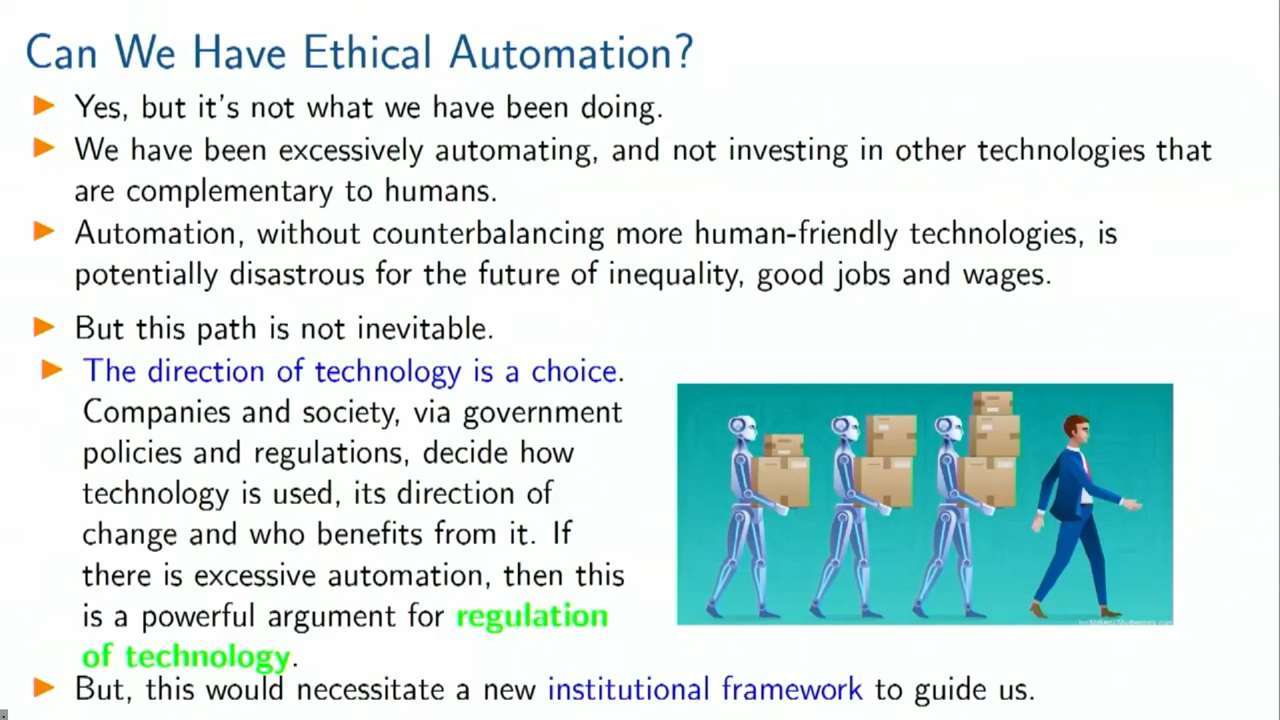 Can We Have Ethical Automation?
Yes, but it's not what we have been doing.
We have been excessively automating, and not investing in other technologies that
are complementary to humans.
Automation, without counterbalancing more human-friendly technologies, is
potentially disastrous for the future of inequality, good jobs and wages.
But this path is not inevitable.
The direction of technology is a choice.
Companies and society, via government
policies and regulations, decide how
technology is used, its direction of
change and who benefits from it. If
there is excessive automation, then this
is a powerful argument for regulation
of technology.
But, this would necessitate a new institutional framework to guide us.